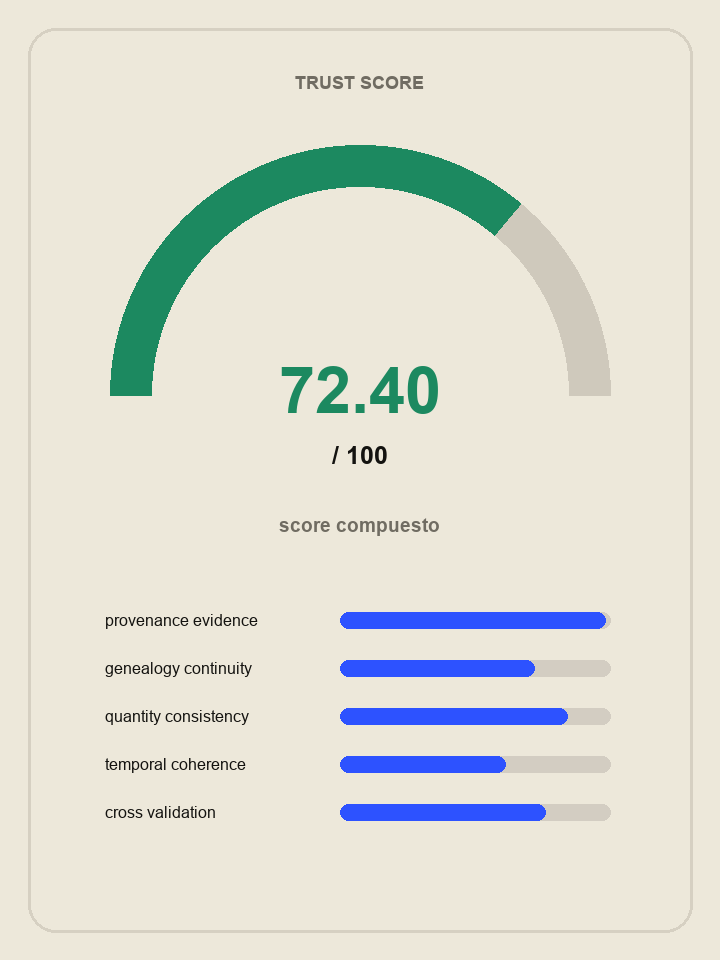 TRUST SCORE
72.40
/ 100
score compuesto
provenance evidence
genealogy continuity
quantity consistency
temporal coherence
cross validation